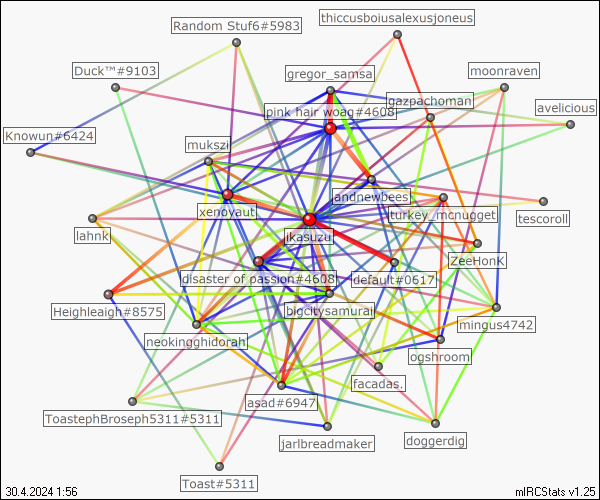 thiccusboiusalexusjoneus
Random Stuf6#5983
Duck™#9103
gregor_samsa
moonraven
pink hair woag#4608
gazpachoman
avelicious
Knowun#6424
mukszi
andnewbees
xenovaut
turkey_mcnugget
tescoroll
lahnk
ikasuzu
ZeeHonK
disaster of passion#4608
default#0617
Heighleaigh#8575
bigcitysamurai
mingus4742
neokingghidorah
ogshroom
facadas.
asad#6947
ToastephBroseph5311#5311
jarlbreadmaker
doggerdig
Toast#5311
30.4.2024 1:56
mIRCStats v1.25